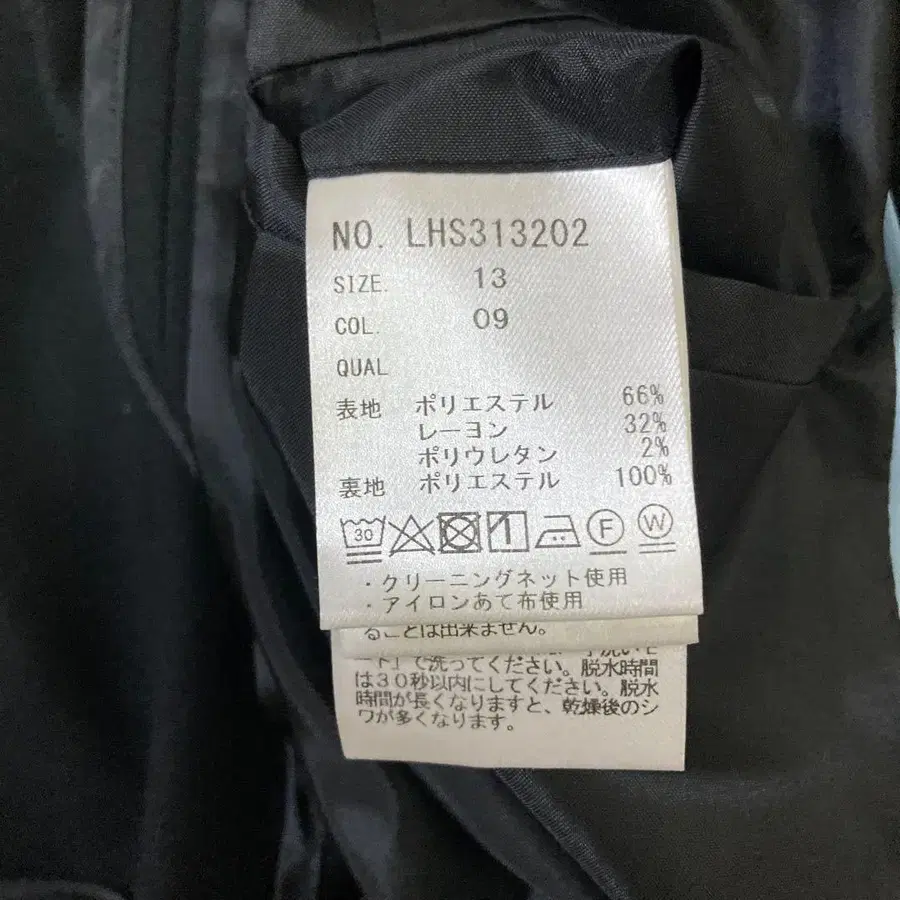 NO. LHS313202
SIZE. 13
COL. 09
QUAL
表地 ポリエステル 66%
レーヨン 32%
ポリウレタン 2%
裏地 ポリエステル 100%
30 F W
・クリーニングネット使用
・アイロンあて布使用
ることは出来ません。
ード」で洗ってください。脱水時間
は30秒以内にしてください。脱水
時間が長くなりますと、乾燥後のシ
ワが多くなります。